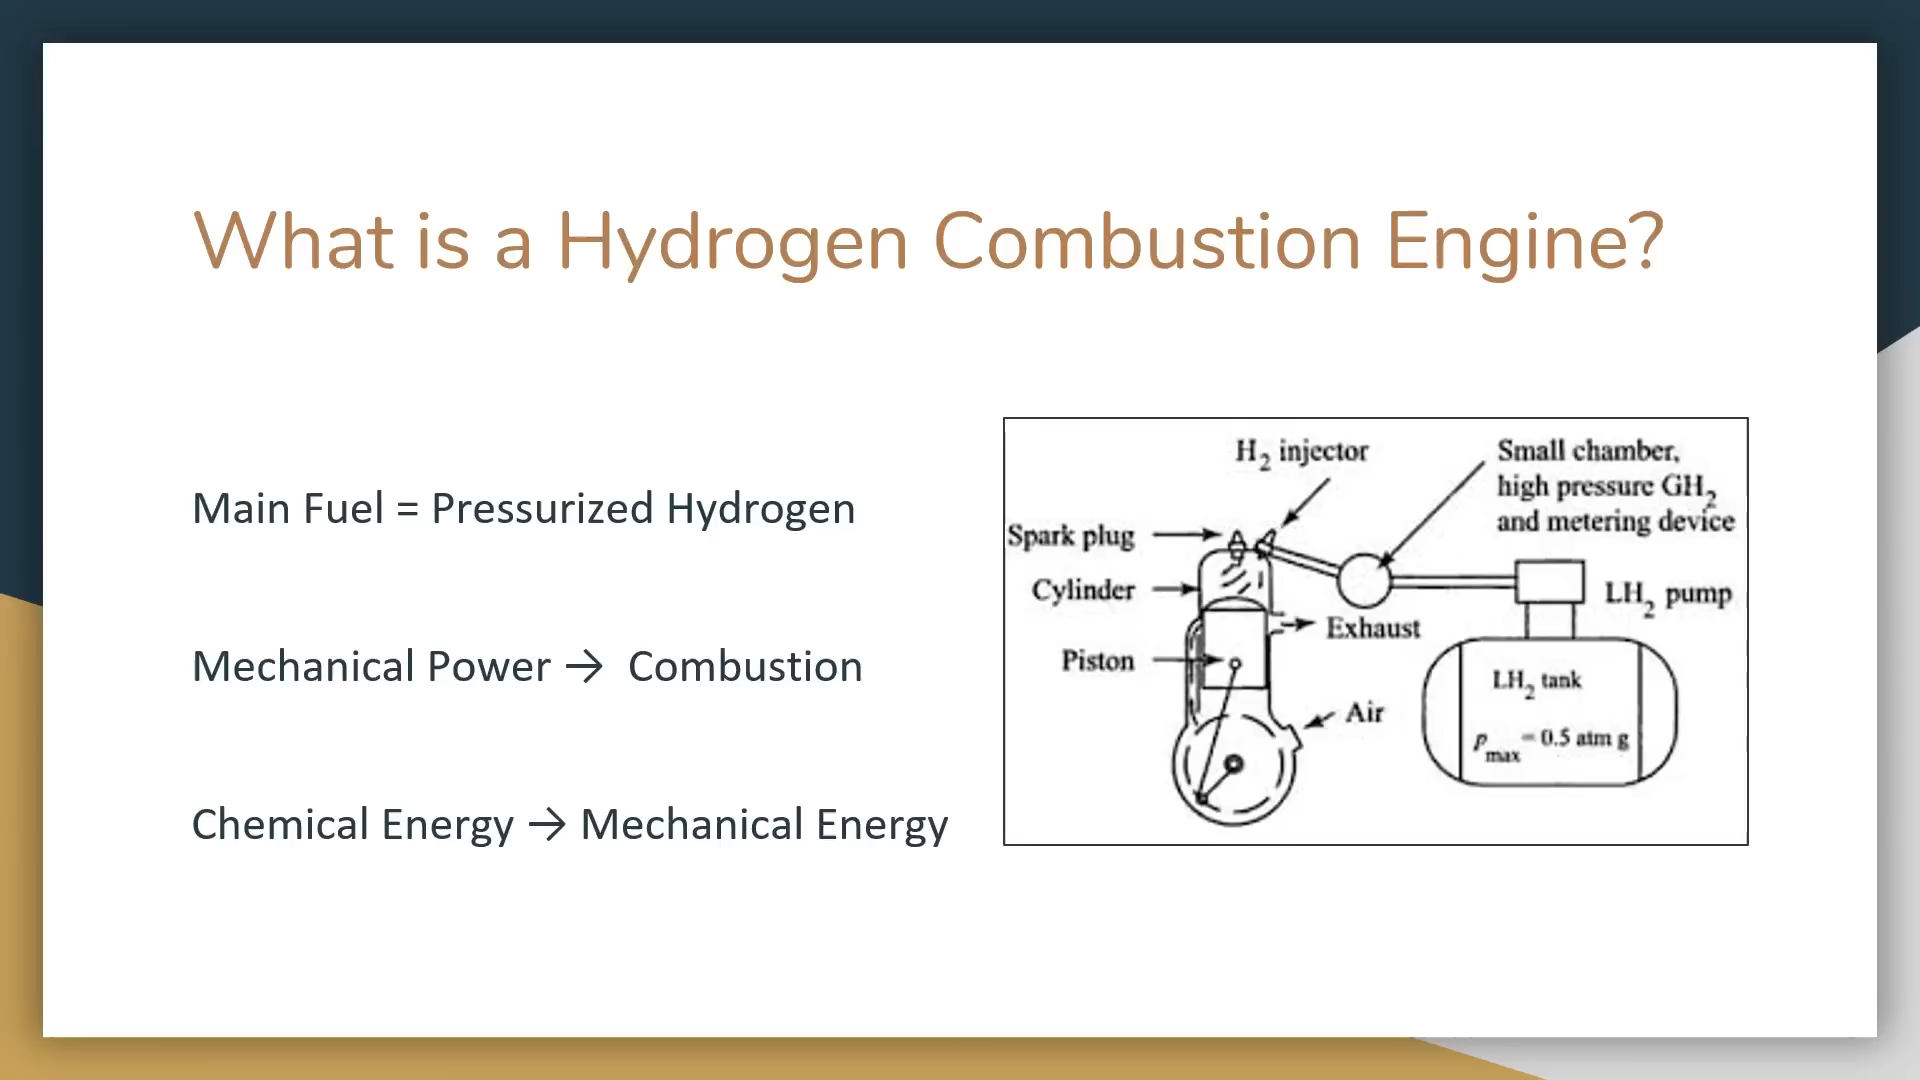 What is a Hydrogen Combustion Engine?
Main Fuel = Pressurized Hydrogen
Mechanical Power → Combustion
Chemical Energy → Mechanical Energy
H₂ injector
Small chamber,
high pressure GH₂
and metering device
Spark plug
Cylinder
LH₂ pump
Exhaust
Piston
LH₂ tank
Air
Pmax = 0.5 atm g